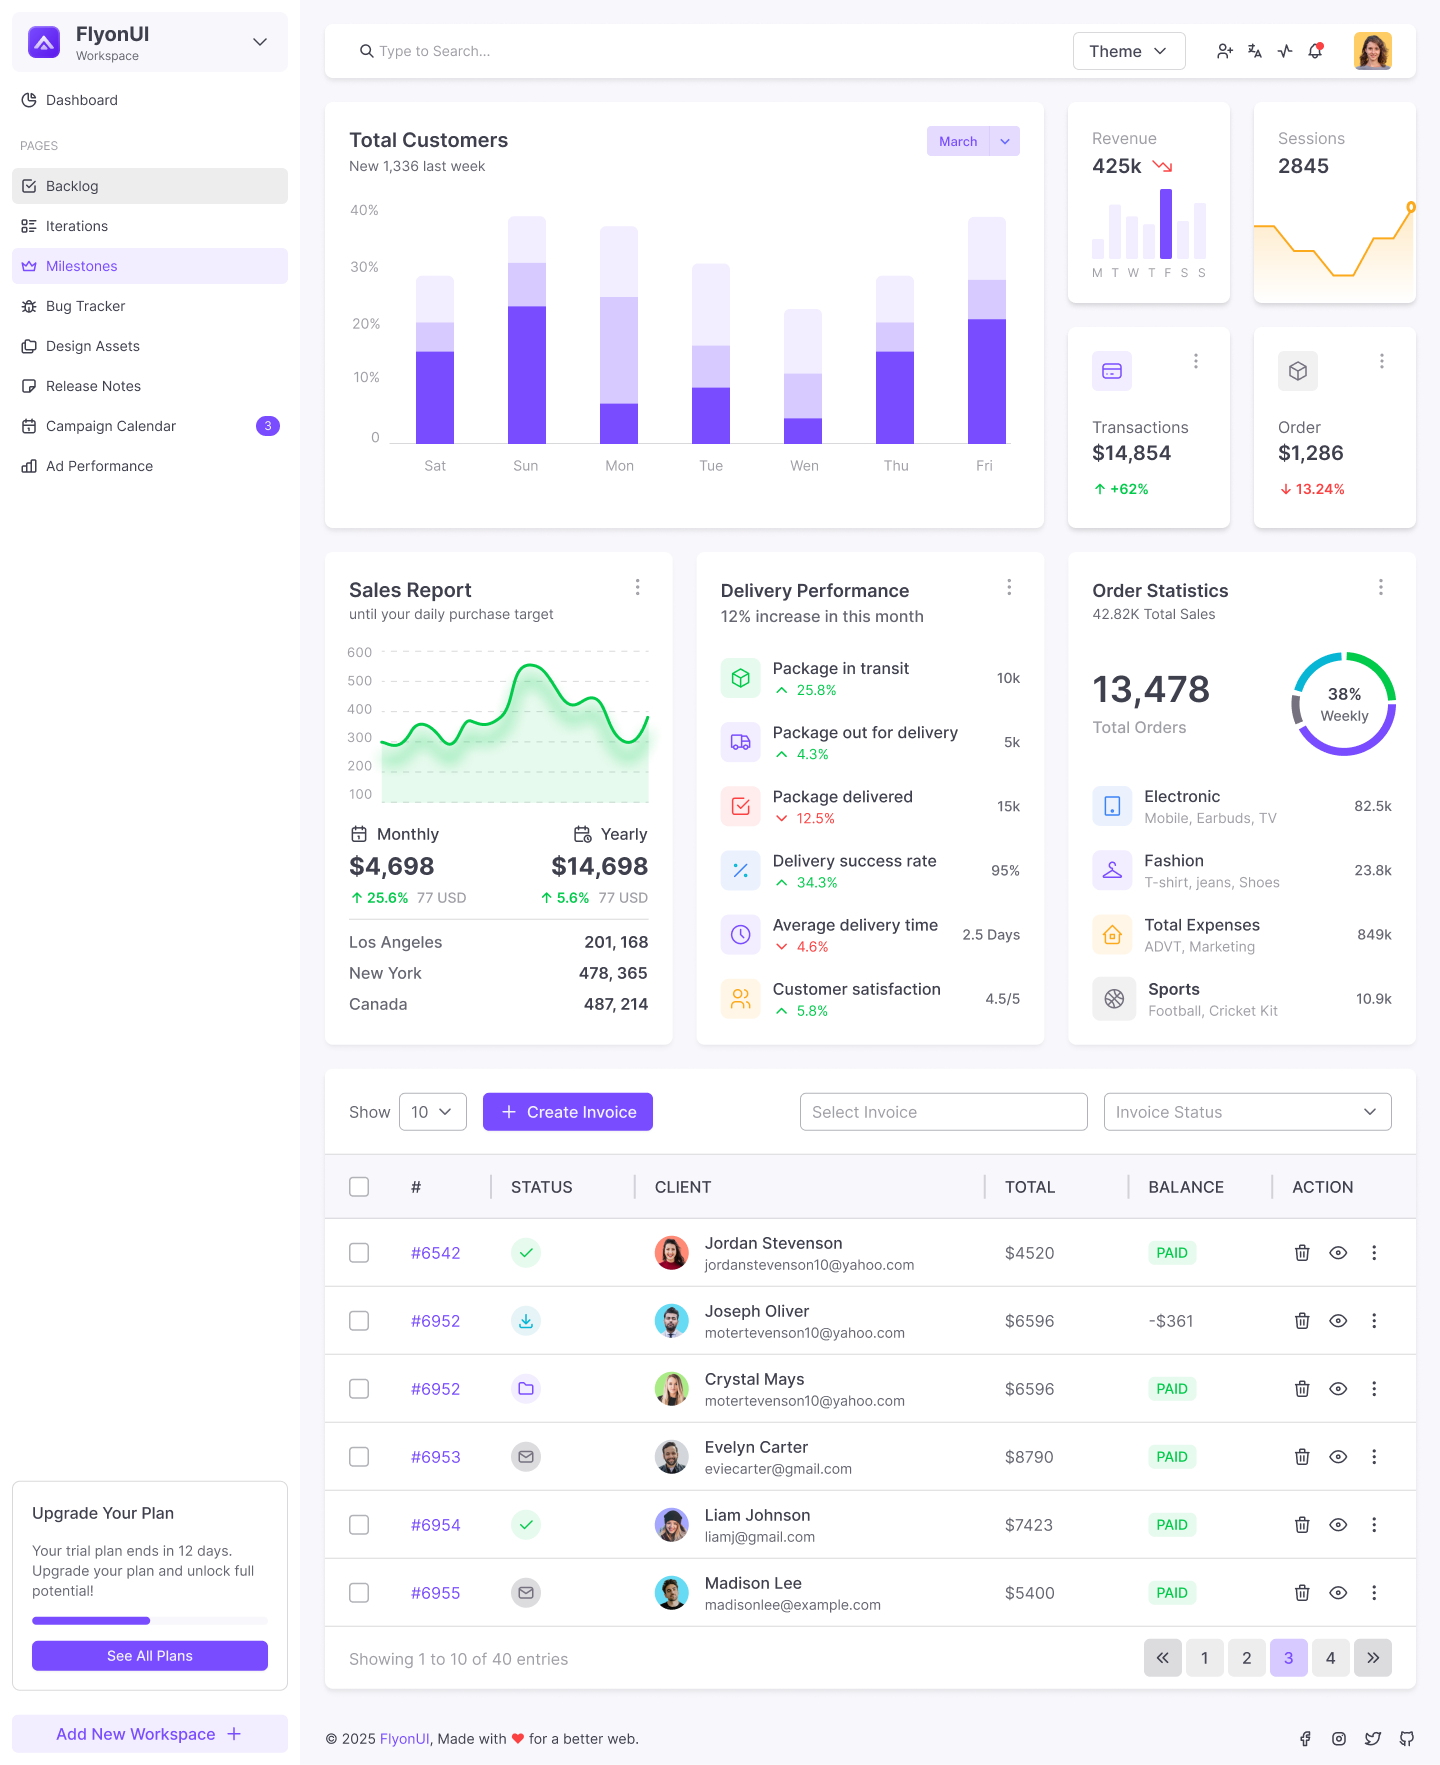 FlyonUI
Workspace
Dashboard
PAGES
Backlog
Iterations
Milestones
Bug Tracker
Design Assets
Release Notes
Campaign Calendar 3
Ad Performance
Upgrade Your Plan
Your trial plan ends in 12 days.
Upgrade your plan and unlock full
potential!
See All Plans
Add New Workspace
Type to Search...
Theme
Total Customers
New 1,336 last week
March
40%
30%
20%
10%
0
Sat Sun Mon Tue Wen Thu Fri
Revenue
425k
M T W T F S S
Sessions
2845
Transactions
$14,854
+62%
Order
$1,286
13.24%
Sales Report
until your daily purchase target
600
500
400
300
200
100
Monthly Yearly
$4,698 $14,698
25.6% 77 USD 5.6% 77 USD
Los Angeles 201, 168
New York 478, 365
Canada 487, 214
Delivery Performance
12% increase in this month
Package in transit
25.8%
10k
Package out for delivery
4.3%
5k
Package delivered
12.5%
15k
Delivery success rate
34.3%
95%
Average delivery time
4.6%
2.5 Days
Customer satisfaction
5.8%
4.5/5
Order Statistics
42.82K Total Sales
13,478
Total Orders
38%
Weekly
Electronic
Mobile, Earbuds, TV
82.5k
Fashion
T-shirt, jeans, Shoes
23.8k
Total Expenses
ADVT, Marketing
849k
Sports
Football, Cricket Kit
10.9k
Show 10 Create Invoice Select Invoice Invoice Status
# STATUS CLIENT TOTAL BALANCE ACTION
#6542 Jordan Stevenson $4520 PAID
jordanstevenson10@yahoo.com
#6952 Joseph Oliver $6596 -$361
motertevenson10@yahoo.com
#6952 Crystal Mays $6596 PAID
motertevenson10@yahoo.com
#6953 Evelyn Carter $8790 PAID
eviecarter@gmail.com
#6954 Liam Johnson $7423 PAID
liamj@gmail.com
#6955 Madison Lee $5400 PAID
madisonlee@example.com
Showing 1 to 10 of 40 entries
1 2 3 4
© 2025 FlyonUI, Made with ❤ for a better web.